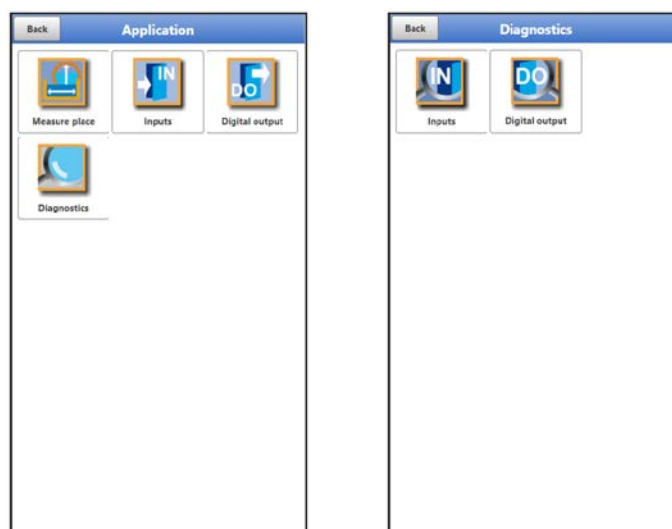 Back
Application
IN
DO
Measure place
Inputs
Digital output
Diagnostics
Back
Diagnostics
IN
DO
Inputs
Digital output